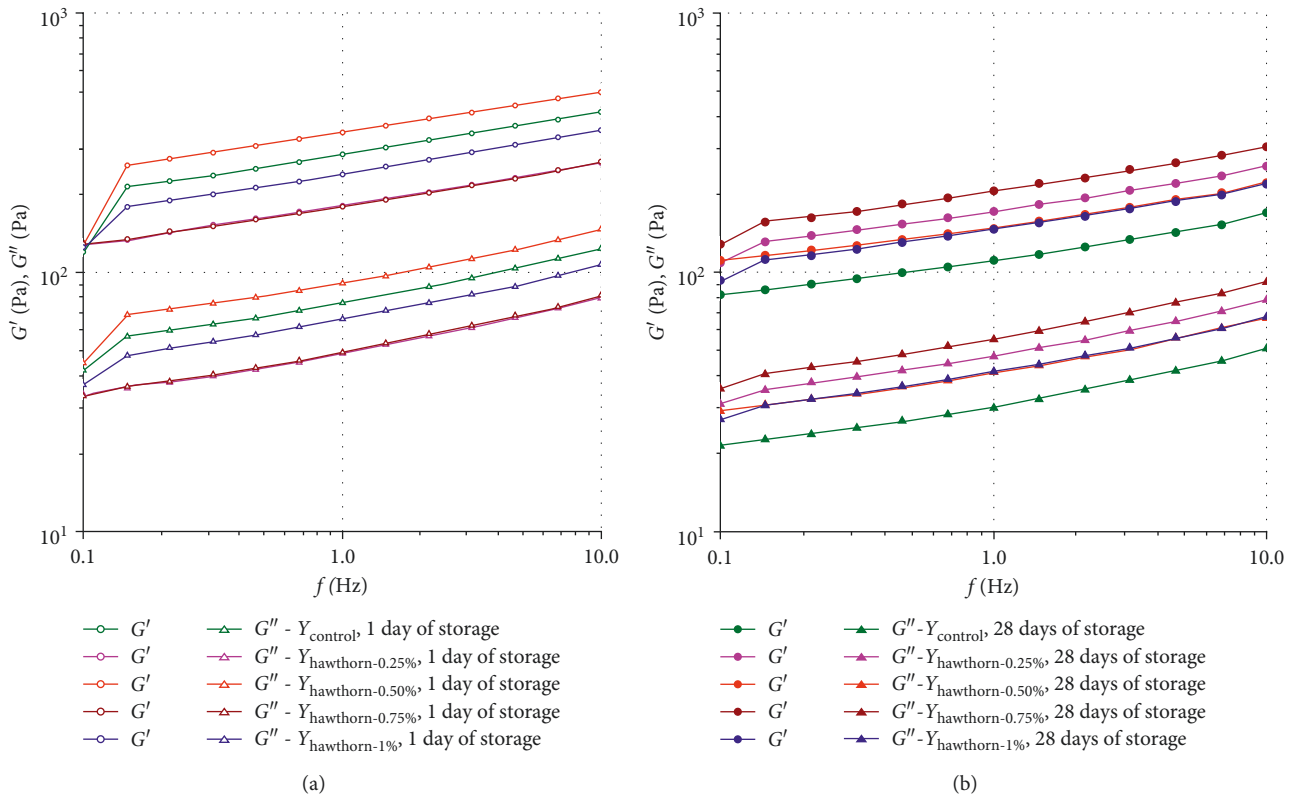 10³
10²
10¹
G′ (Pa), G″ (Pa)
0.1
1.0
10.0
f (Hz)
G′
G″ - Y_control, 1 day of storage
G′
G″ - Y_hawthorn-0.25%, 1 day of storage
G′
G″ - Y_hawthorn-0.50%, 1 day of storage
G′
G″ - Y_hawthorn-0.75%, 1 day of storage
G′
G″ - Y_hawthorn-1%, 1 day of storage
(a)
10³
10²
10¹
G′ (Pa), G″ (Pa)
0.1
1.0
10.0
f (Hz)
G′
G″-Y_control, 28 days of storage
G′
G″-Y_hawthorn-0.25%, 28 days of storage
G′
G″-Y_hawthorn-0.50%, 28 days of storage
G′
G″-Y_hawthorn-0.75%, 28 days of storage
G′
G″-Y_hawthorn-1%, 28 days of storage
(b)